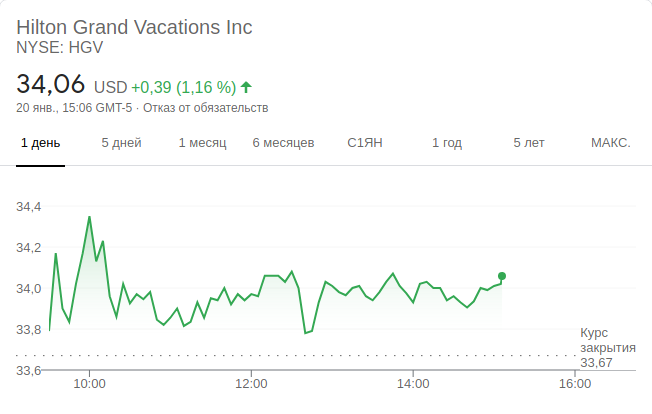 Hilton Grand Vacations Inc
NYSE: HGV
34,06 USD +0,39 (1,16 %)
20 янв., 15:06 GMT-5 · Отказ от обязательств
1 день 5 дней 1 месяц 6 месяцев С1ЯН 1 год 5 лет МАКС.
34,4
34,2
34,0
33,8
Курс
закрытия
33,67
33,6
10:00 12:00 14:00 16:00